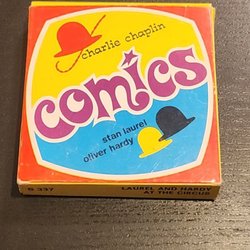 charlie chaplin
comics
stan laurel
oliver hardy
S 337
LAUREL AND HARDY
AT THE CIRCUS